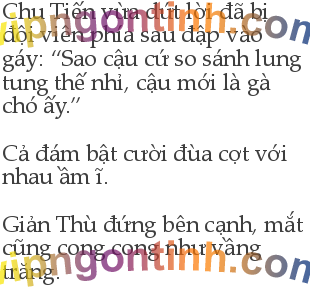 Chu Tiến vừa dứt lời, đã bị
đội viên phía sau đập vào
gáy: “Sao cậu cứ so sánh lung
tung thế nhỉ, cậu mới là gà
chó ấy.”
Cả đám bật cười đùa cợt với
nhau ầm ĩ.
Giản Thù đứng bên cạnh, mắt
cũng cong cong như vầng
trăng.
vipngontinh.com
vipngontinh.com